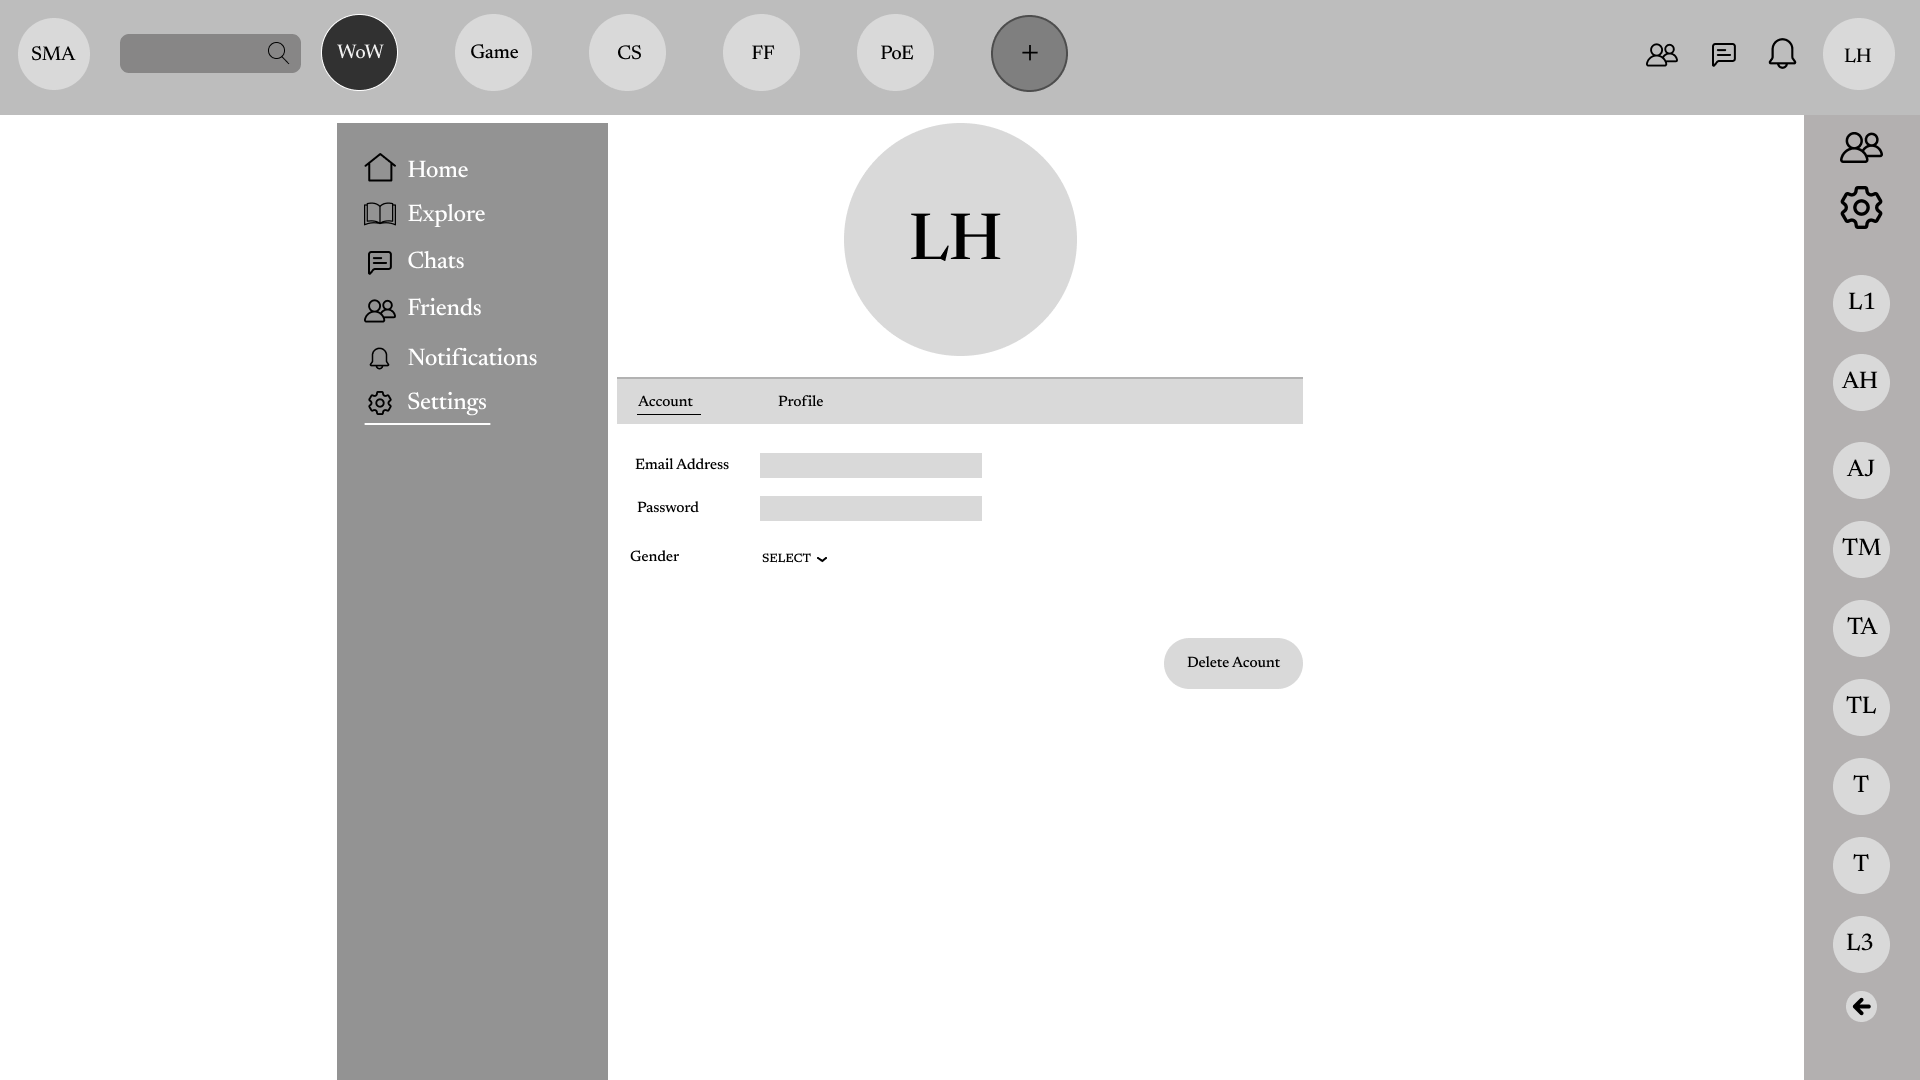 SMA
WoW
Game
CS
FF
PoE
+
LH
Home
Explore
Chats
Friends
Notifications
Settings
LH
Account
Profile
Email Address
Password
Gender
SELECT
Delete Acount
L1
AH
AJ
TM
TA
TL
T
T
L3